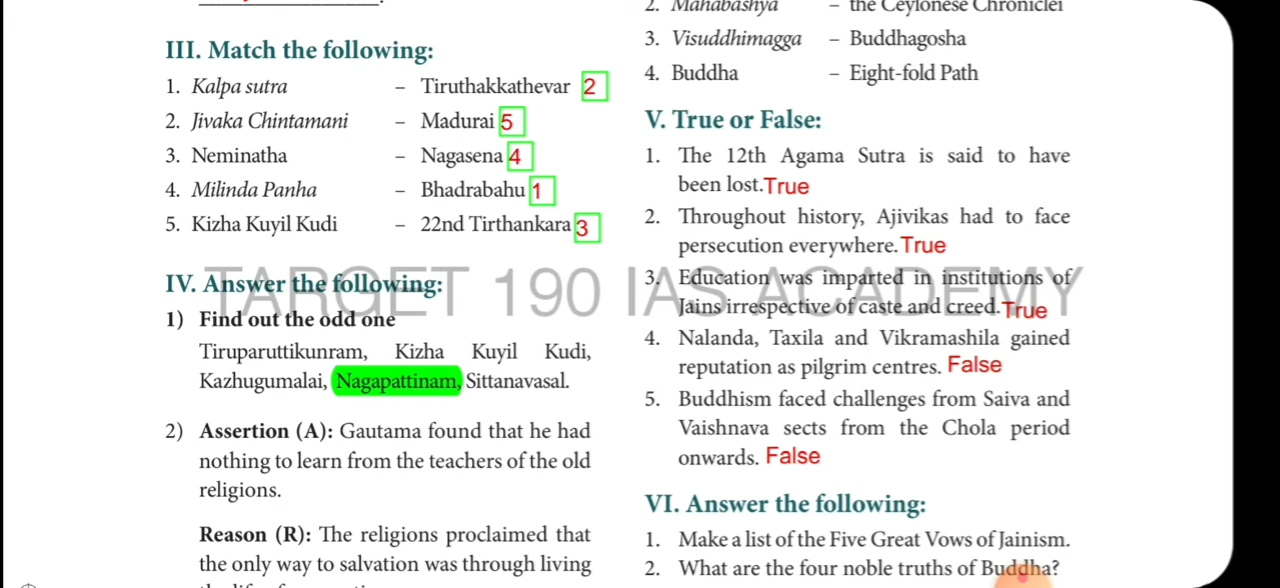 III. Match the following:
1. Kalpa sutra – Tiruthakkathevar 2
2. Jivaka Chintamani – Madurai 5
3. Neminatha – Nagasena 4
4. Milinda Panha – Bhadrabahu 1
5. Kizha Kuyil Kudi – 22nd Tirthankara 3
IV. Answer the following:
1) Find out the odd one
Tiruparuttikunram, Kizha Kuyil Kudi,
Kazhugumalai, Nagapattinam, Sittanavasal.
2) Assertion (A): Gautama found that he had
nothing to learn from the teachers of the old
religions.
Reason (R): The religions proclaimed that
the only way to salvation was through living
2. Mahabashya – the Ceylonese Chronicler
3. Visuddhimagga – Buddhagosha
4. Buddha – Eight-fold Path
V. True or False:
1. The 12th Agama Sutra is said to have
been lost. True
2. Throughout history, Ajivikas had to face
persecution everywhere. True
3. Education was imparted in institutions of
Jains irrespective of caste and creed. True
4. Nalanda, Taxila and Vikramashila gained
reputation as pilgrim centres. False
5. Buddhism faced challenges from Saiva and
Vaishnava sects from the Chola period
onwards. False
VI. Answer the following:
1. Make a list of the Five Great Vows of Jainism.
2. What are the four noble truths of Buddha?
TARGET 190 IAS ACADEMY